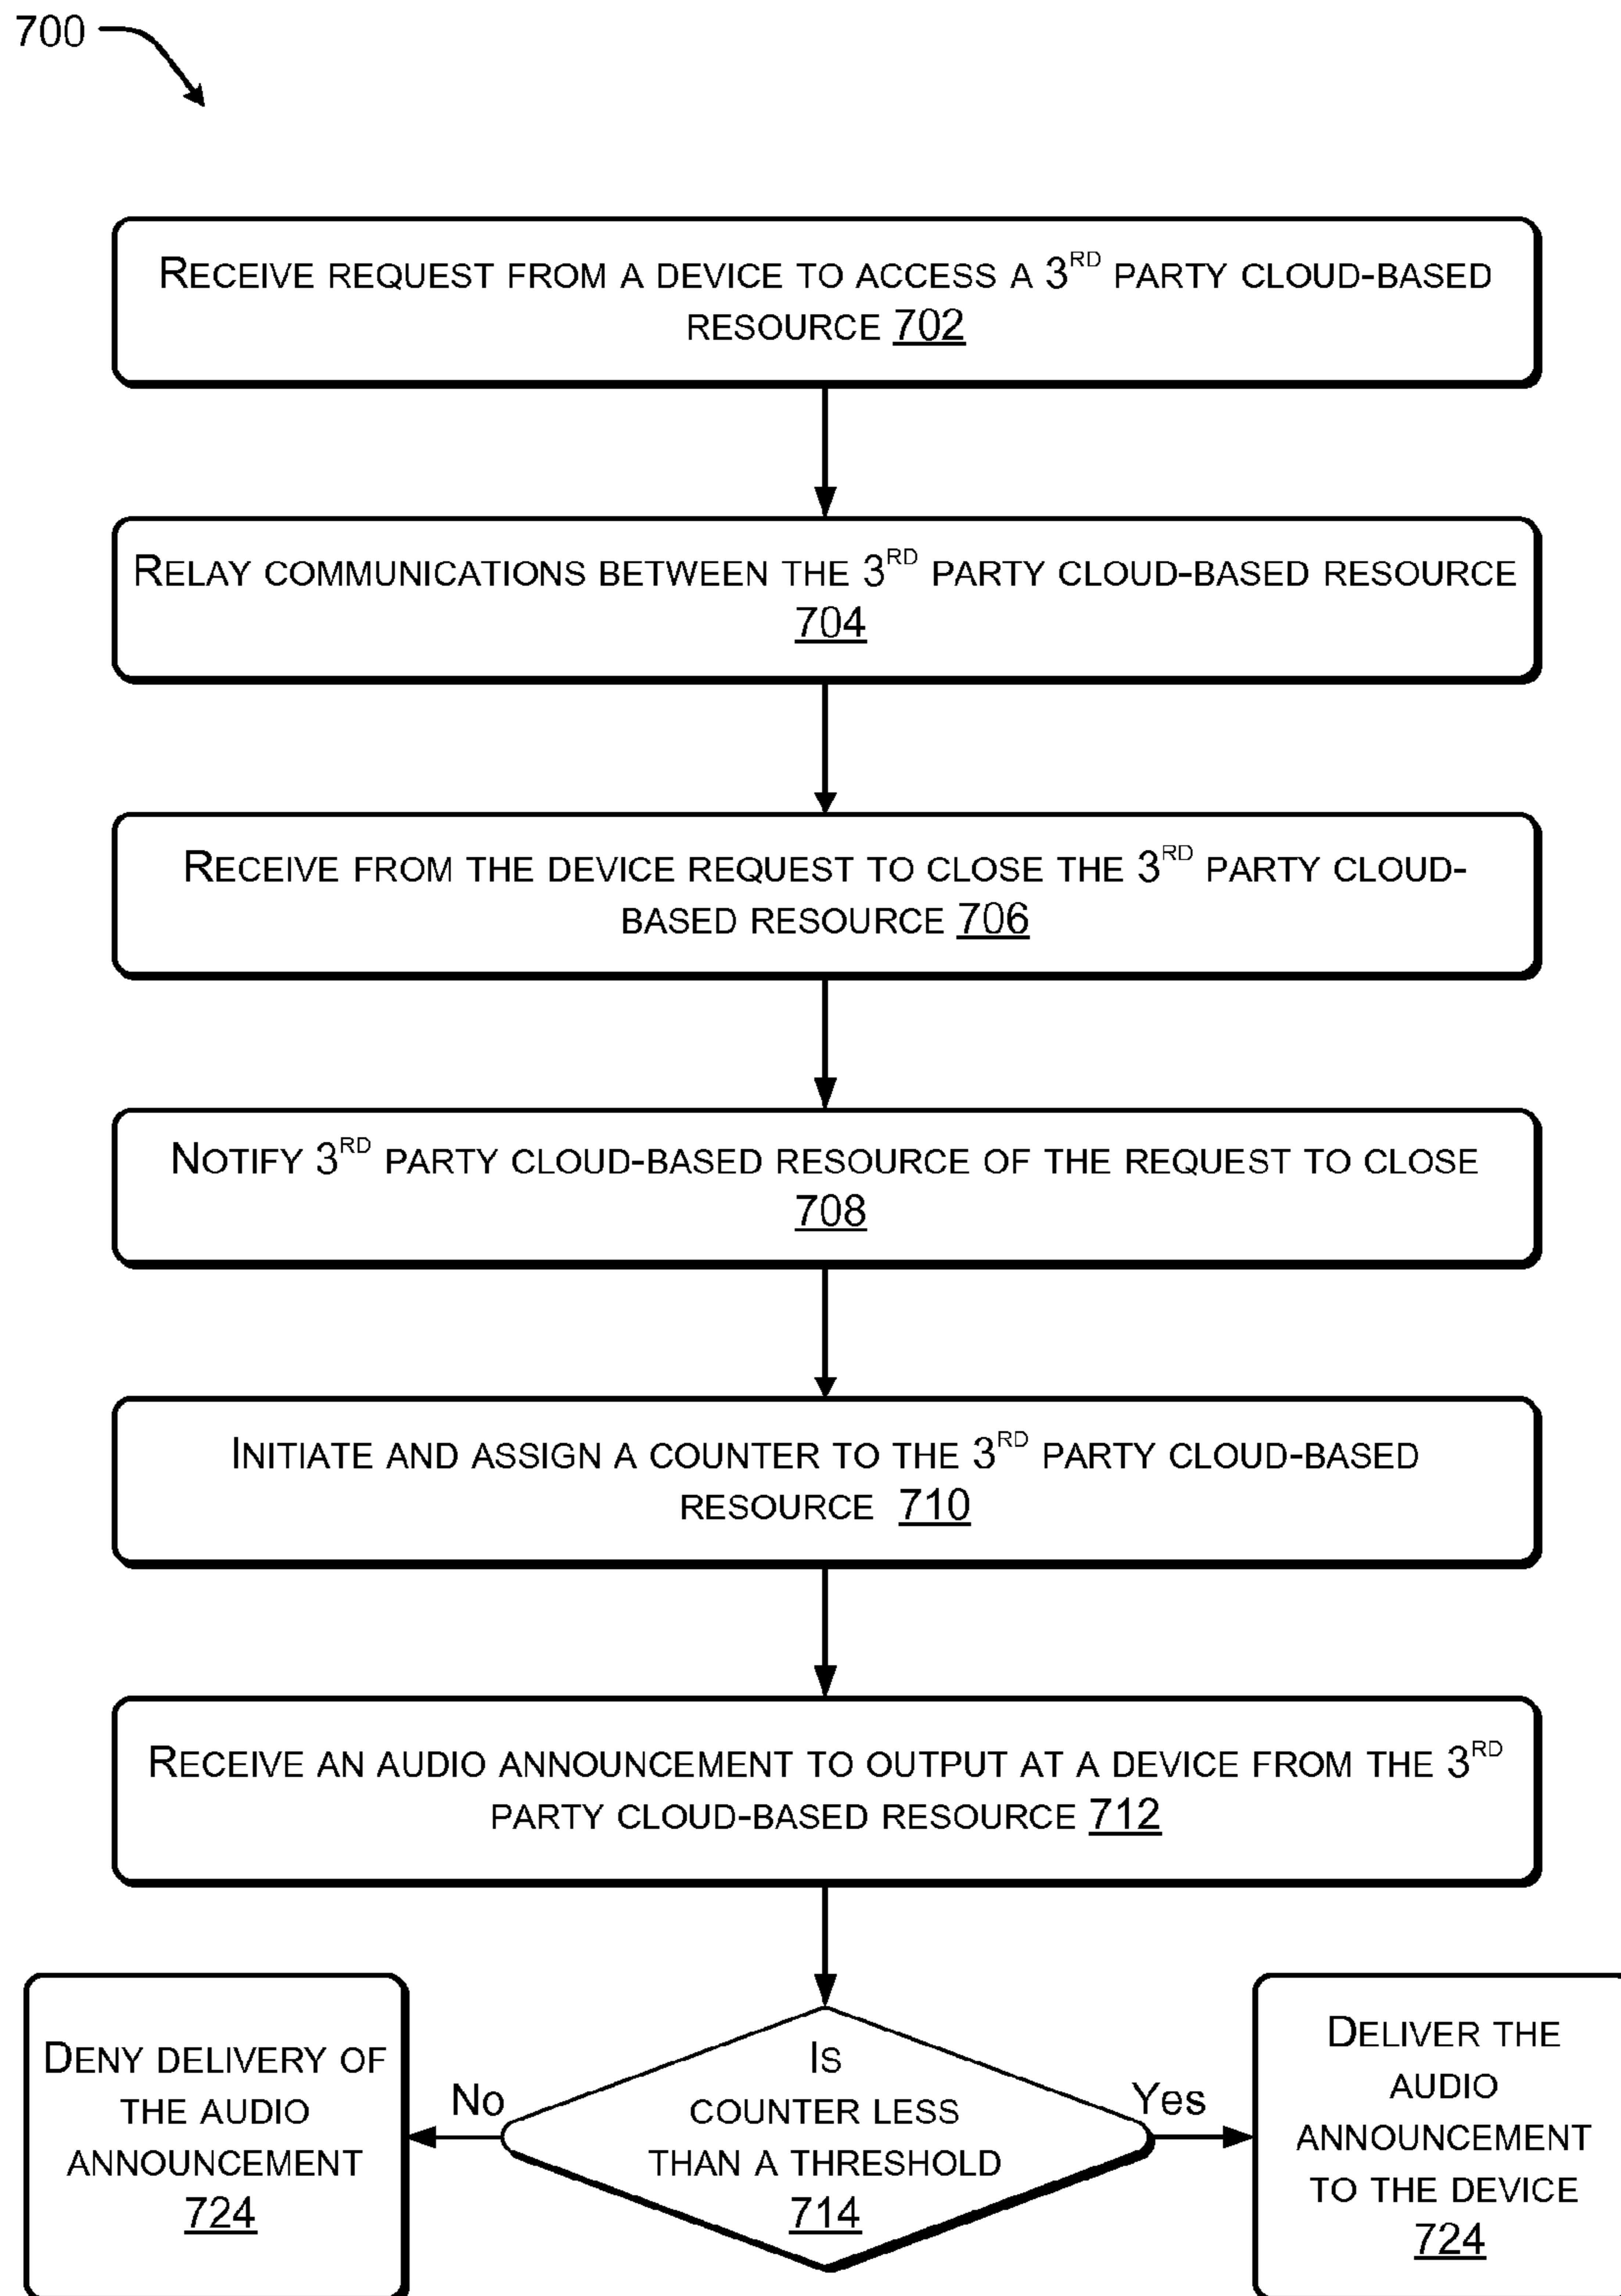 700
RECEIVE REQUEST FROM A DEVICE TO ACCESS A 3RD PARTY CLOUD-BASED
RESOURCE 702
RELAY COMMUNICATIONS BETWEEN THE 3RD PARTY CLOUD-BASED RESOURCE
704
RECEIVE FROM THE DEVICE REQUEST TO CLOSE THE 3RD PARTY CLOUD-
BASED RESOURCE 706
NOTIFY 3RD PARTY CLOUD-BASED RESOURCE OF THE REQUEST TO CLOSE
708
INITIATE AND ASSIGN A COUNTER TO THE 3RD PARTY CLOUD-BASED
RESOURCE 710
RECEIVE AN AUDIO ANNOUNCEMENT TO OUTPUT AT A DEVICE FROM THE 3RD
PARTY CLOUD-BASED RESOURCE 712
DENY DELIVERY OF
THE AUDIO
ANNOUNCEMENT
724
No
IS
COUNTER LESS
THAN A THRESHOLD
714
Yes
DELIVER THE
AUDIO
ANNOUNCEMENT
TO THE DEVICE
724